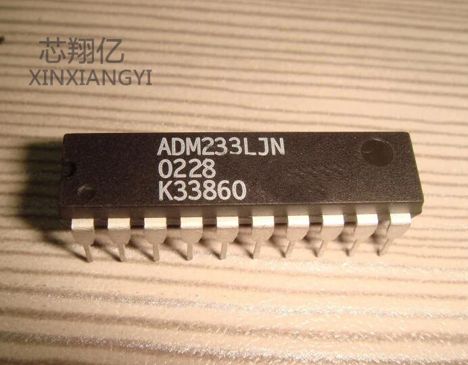 芯翔亿
XINXIANGYI
ADM233LJN
0228
K33860